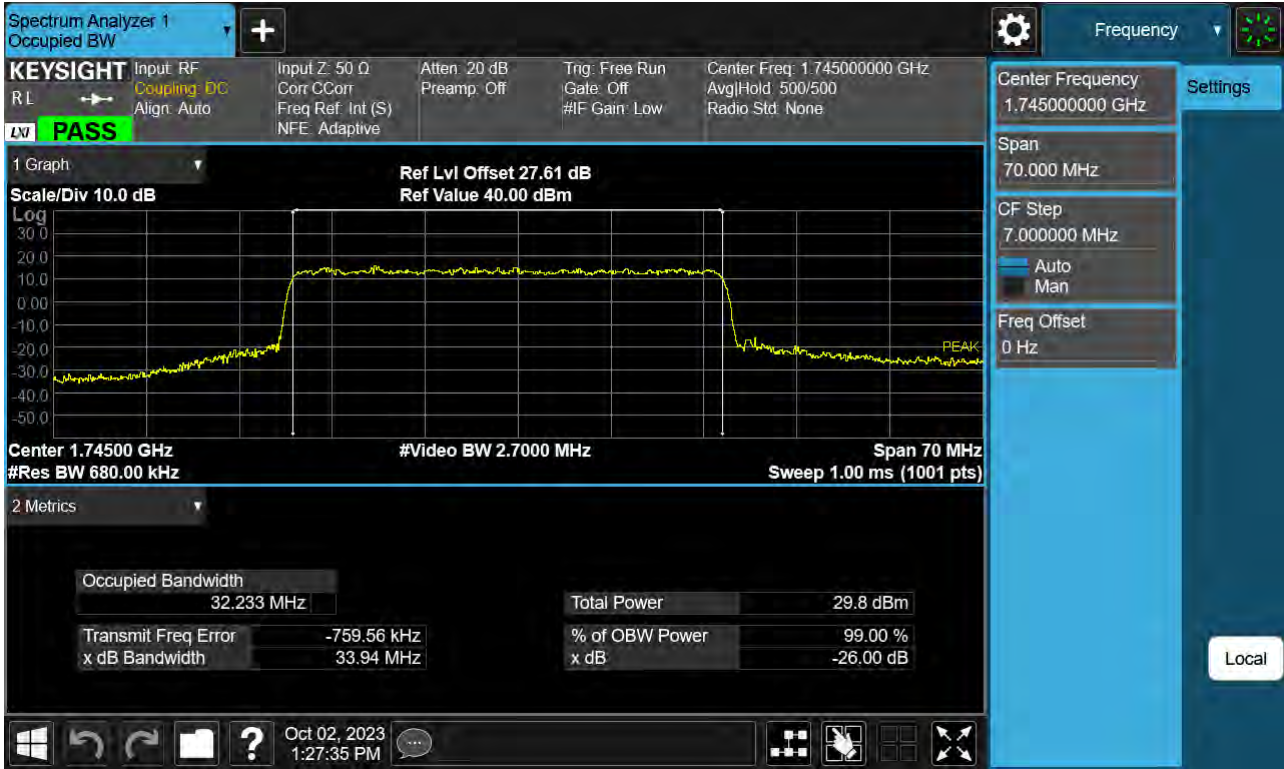 Spectrum Analyzer 1
Occupied BW
Frequency
KEYSIGHT
RL
LXI PASS
Input: RF
Coupling: DC
Align: Auto
Input Z: 50 Ω
Corr CCorr
Freq Ref: Int (S)
NFE: Adaptive
Atten: 20 dB
Preamp: Off
Trig: Free Run
Gate: Off
#IF Gain: Low
Center Freq: 1.745000000 GHz
Avg|Hold: 500/500
Radio Std: None
1 Graph
Scale/Div 10.0 dB
Ref Lvl Offset 27.61 dB
Ref Value 40.00 dBm
Log
30.0
20.0
10.0
0.00
-10.0
-20.0
-30.0
-40.0
-50.0
PEAK
Center 1.74500 GHz
#Video BW 2.7000 MHz
Span 70 MHz
#Res BW 680.00 kHz
Sweep 1.00 ms (1001 pts)
2 Metrics
Occupied Bandwidth
32.233 MHz
Transmit Freq Error -759.56 kHz
x dB Bandwidth 33.94 MHz
Total Power 29.8 dBm
% of OBW Power 99.00 %
x dB -26.00 dB
Center Frequency
1.745000000 GHz
Span
70.000 MHz
CF Step
7.000000 MHz
Auto
Man
Freq Offset
0 Hz
Settings
Local
?
Oct 02, 2023
1:27:35 PM